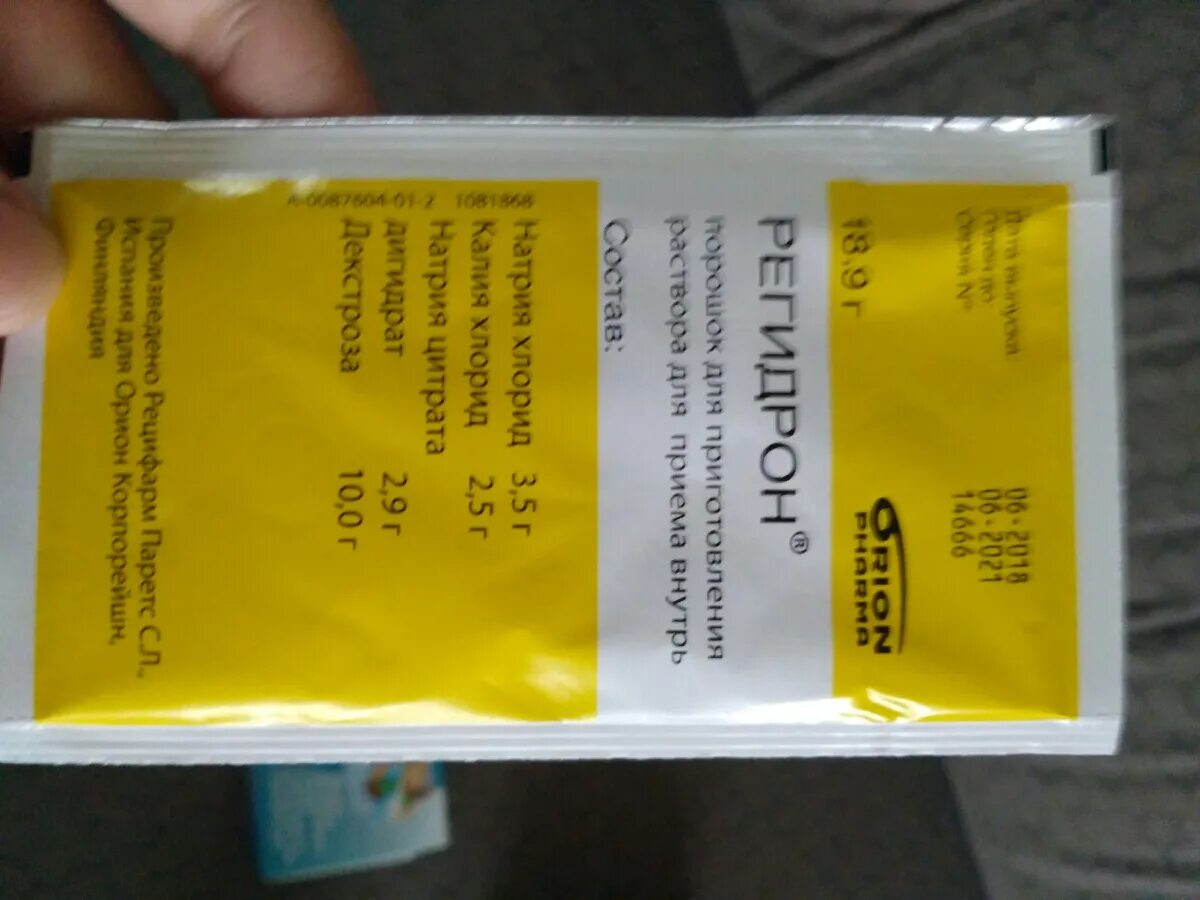 Дата выпуска 06-2018
Годен до 06-2021
Серия № 14666
18,9 г
ORION
PHARMA
РЕГИДРОН®
порошок для приготовления
раствора для приема внутрь
Состав:
Натрия хлорид 3,5 г
Калия хлорид 2,5 г
Натрия цитрата
дигидрат 2,9 г
Декстроза 10,0 г
Произведено Рецифарм Паретс С.Л.,
Испания для Орион Корпорейшн,
Финляндия
А-0087604-01-2 1081868